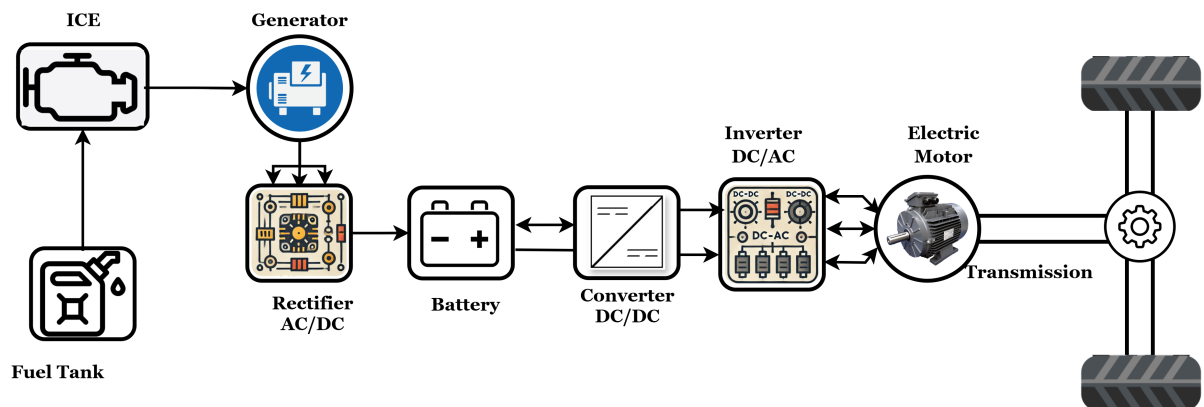 ICE
Generator
Inverter
DC/AC
Electric
Motor
DC-DC
DC-DC
DC-AC
Transmission
Rectifier
AC/DC
Battery
Converter
DC/DC
Fuel Tank